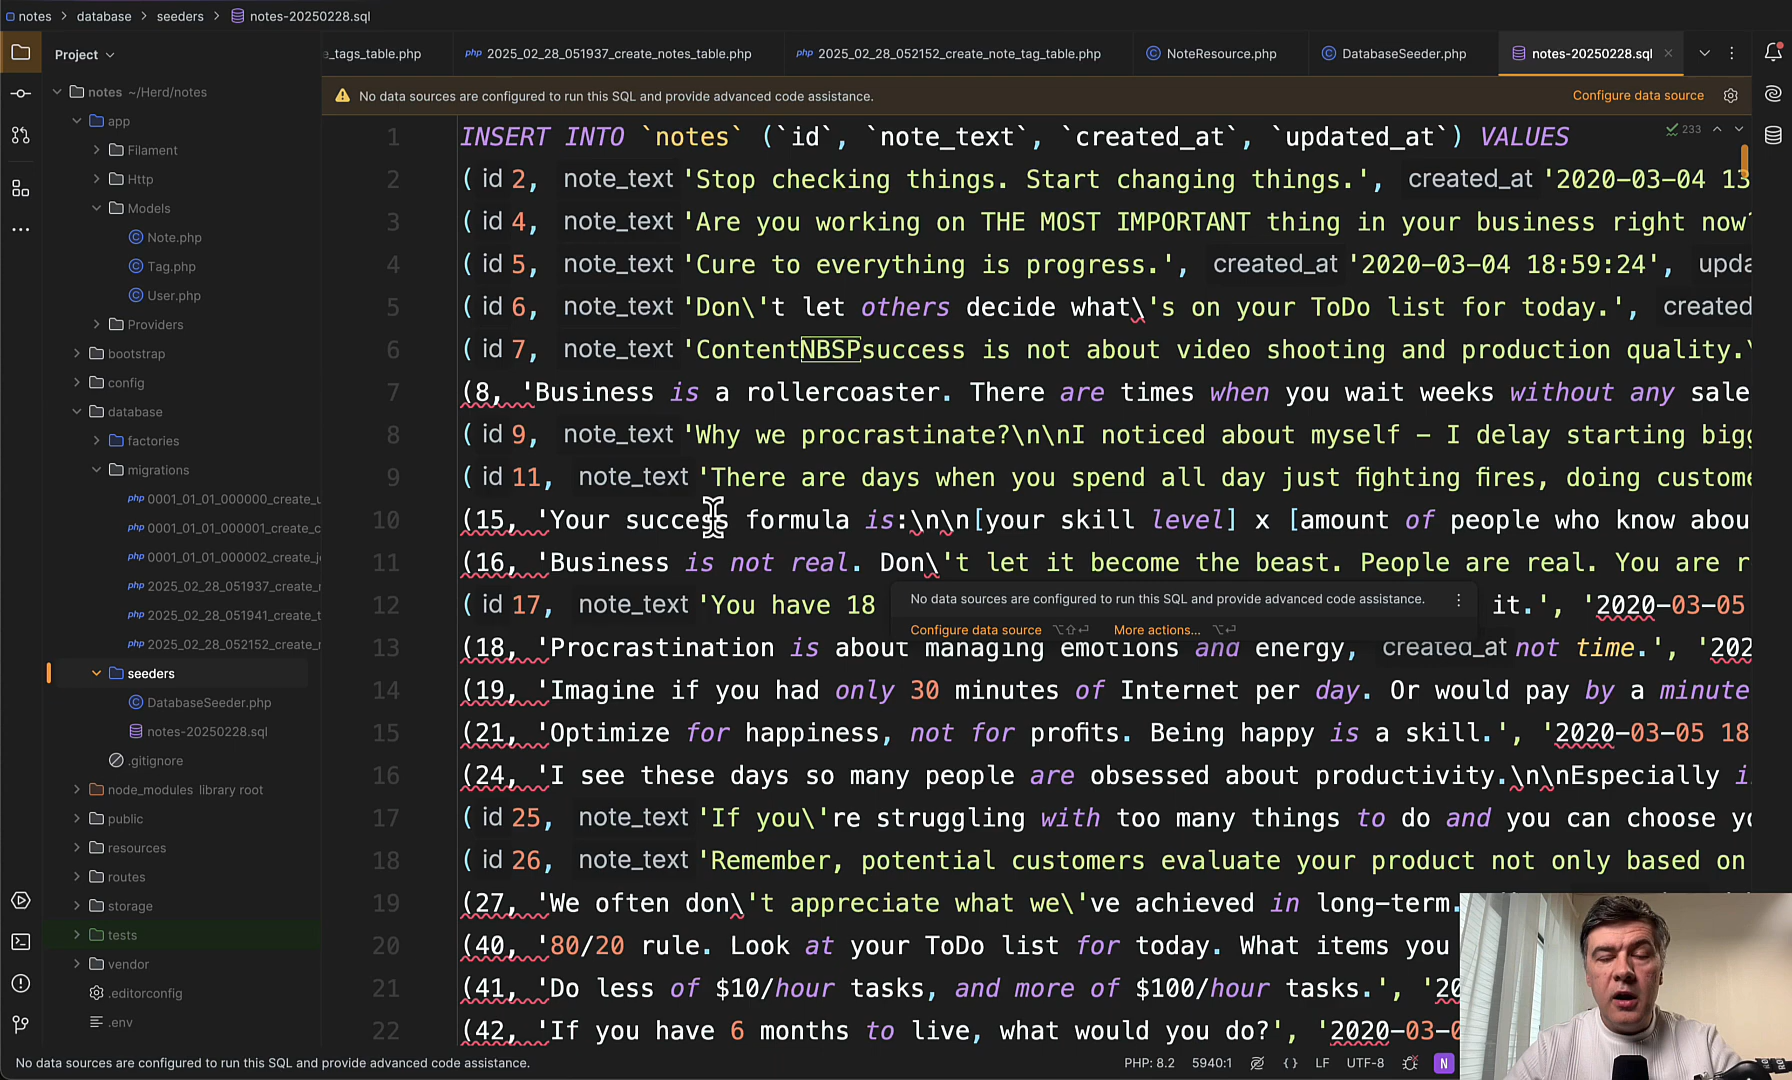 notes > database > seeders > notes-20250228.sql
Project
e_tags_table.php
php 2025_02_28_051937_create_notes_table.php
php 2025_02_28_052152_create_note_tag_table.php
NoteResource.php
DatabaseSeeder.php
notes-20250228.sql
No data sources are configured to run this SQL and provide advanced code assistance.
Configure data source
notes ~/Herd/notes
app
Filament
Http
Models
Note.php
Tag.php
User.php
Providers
bootstrap
config
database
factories
migrations
php 0001_01_01_000000_create_u
php 0001_01_01_000001_create_c
php 0001_01_01_000002_create_j
php 2025_02_28_051937_create_r
php 2025_02_28_051941_create_t
php 2025_02_28_052152_create_r
seeders
DatabaseSeeder.php
notes-20250228.sql
.gitignore
node_modules library root
public
resources
routes
storage
tests
vendor
.editorconfig
.env
233
1 INSERT INTO `notes` (`id`, `note_text`, `created_at`, `updated_at`) VALUES
2 ( id 2, note_text 'Stop checking things. Start changing things.', created_at '2020-03-04 13
3 ( id 4, note_text 'Are you working on THE MOST IMPORTANT thing in your business right now?
4 ( id 5, note_text 'Cure to everything is progress.', created_at '2020-03-04 18:59:24', upda
5 ( id 6, note_text 'Don\'t let others decide what\'s on your ToDo list for today.', created
6 ( id 7, note_text 'ContentNBSPsuccess is not about video shooting and production quality.\
7 (8, 'Business is a rollercoaster. There are times when you wait weeks without any sale
8 ( id 9, note_text 'Why we procrastinate?\n\nI noticed about myself - I delay starting bigg
9 ( id 11, note_text 'There are days when you spend all day just fighting fires, doing custome
10 (15, 'Your success formula is:\n\n[your skill level] x [amount of people who know abou
11 (16, 'Business is not real. Don\'t let it become the beast. People are real. You are r
12 ( id 17, note_text 'You have 18 it.', '2020-03-05
No data sources are configured to run this SQL and provide advanced code assistance.
Configure data source ⌥⇧⏎ More actions... ⌥⏎
13 (18, 'Procrastination is about managing emotions and energy, created_at not time.', '202
14 (19, 'Imagine if you had only 30 minutes of Internet per day. Or would pay by a minute
15 (21, 'Optimize for happiness, not for profits. Being happy is a skill.', '2020-03-05 18
16 (24, 'I see these days so many people are obsessed about productivity.\n\nEspecially i
17 ( id 25, note_text 'If you\'re struggling with too many things to do and you can choose yo
18 ( id 26, note_text 'Remember, potential customers evaluate your product not only based on
19 (27, 'We often don\'t appreciate what we\'ve achieved in long-term.
20 (40, '80/20 rule. Look at your ToDo list for today. What items you
21 (41, 'Do less of $10/hour tasks, and more of $100/hour tasks.', '20
22 (42, 'If you have 6 months to live, what would you do?', '2020-03-0
No data sources are configured to run this SQL and provide advanced code assistance.
PHP: 8.2 5940:1 { } LF UTF-8 N